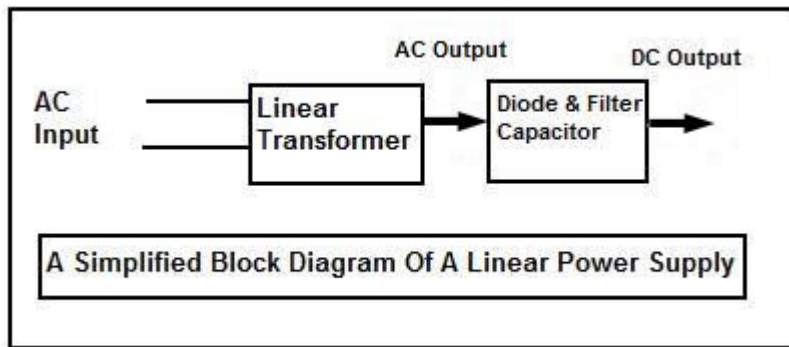 AC Output
DC Output
AC
Input
Linear
Transformer
Diode & Filter
Capacitor
A Simplified Block Diagram Of A Linear Power Supply